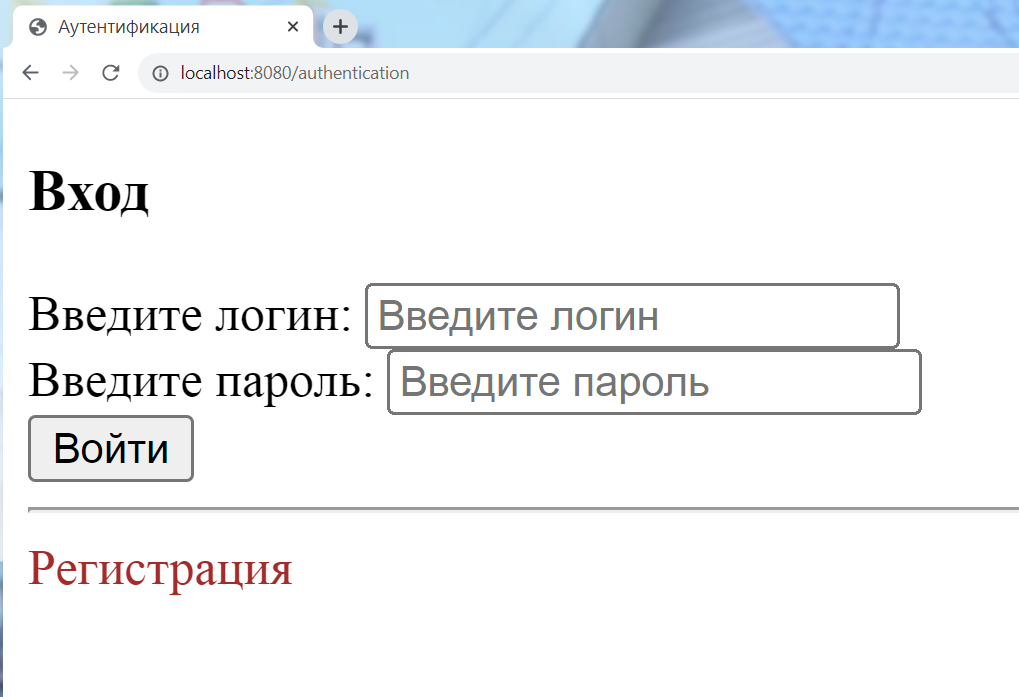 Аутентификация
localhost:8080/authentication
Вход
Введите логин: Введите логин
Введите пароль: Введите пароль
Войти
Регистрация